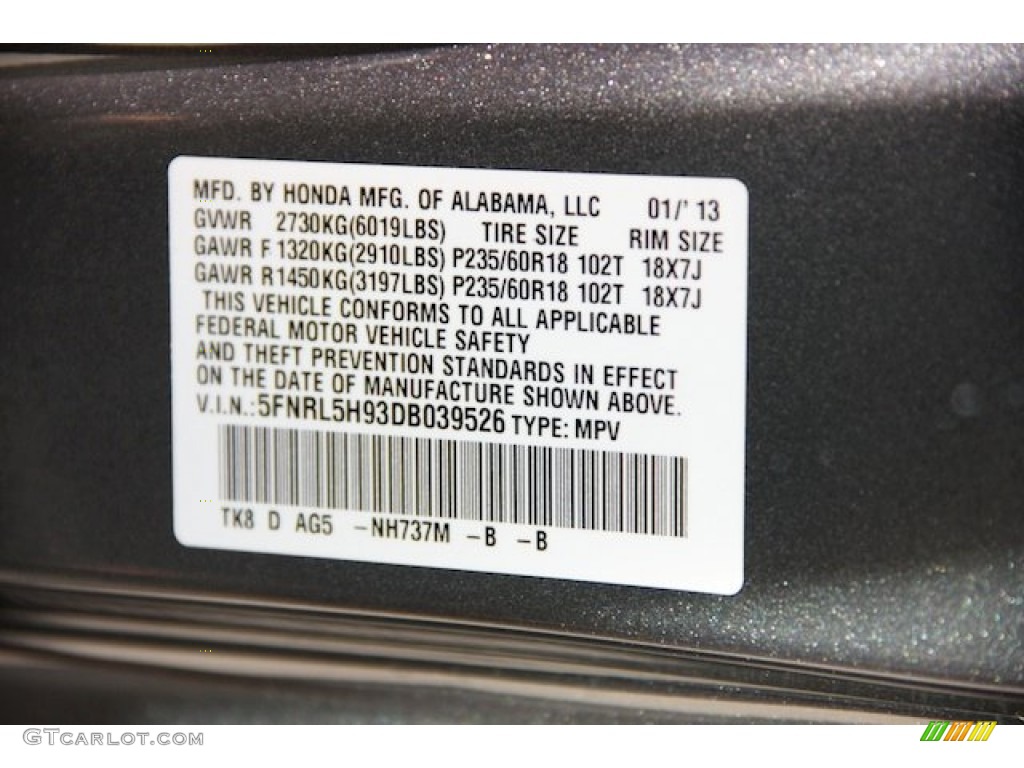 MFD. BY HONDA MFG. OF ALABAMA, LLC 01/' 13
GVWR 2730KG(6019LBS) TIRE SIZE RIM SIZE
GAWR F 1320KG(2910LBS) P235/60R18 102T 18X7J
GAWR R1450KG(3197LBS) P235/60R18 102T 18X7J
THIS VEHICLE CONFORMS TO ALL APPLICABLE
FEDERAL MOTOR VEHICLE SAFETY
AND THEFT PREVENTION STANDARDS IN EFFECT
ON THE DATE OF MANUFACTURE SHOWN ABOVE.
V.I.N.:5FNRL5H93DB039526 TYPE: MPV
TK8 D AG5 -NH737M -B -B
GTcarlot.com